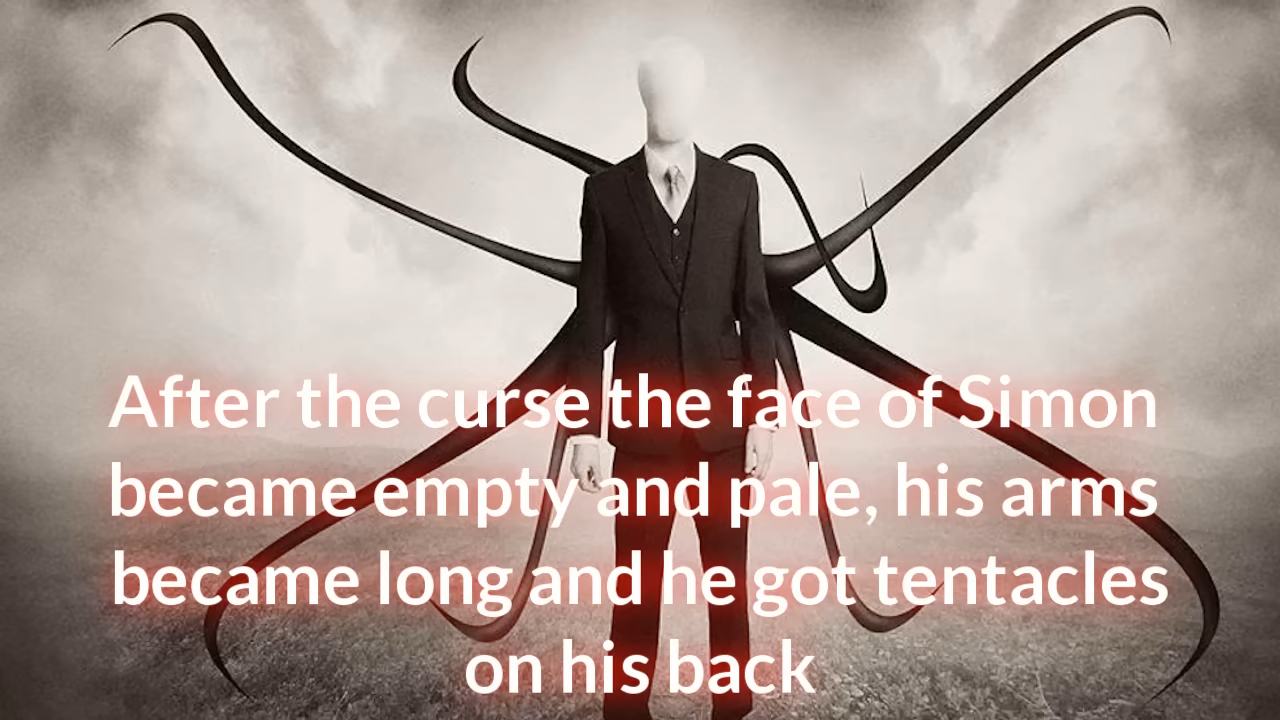 After the curse the face of Simon
became empty and pale, his arms
became long and he got tentacles
on his back